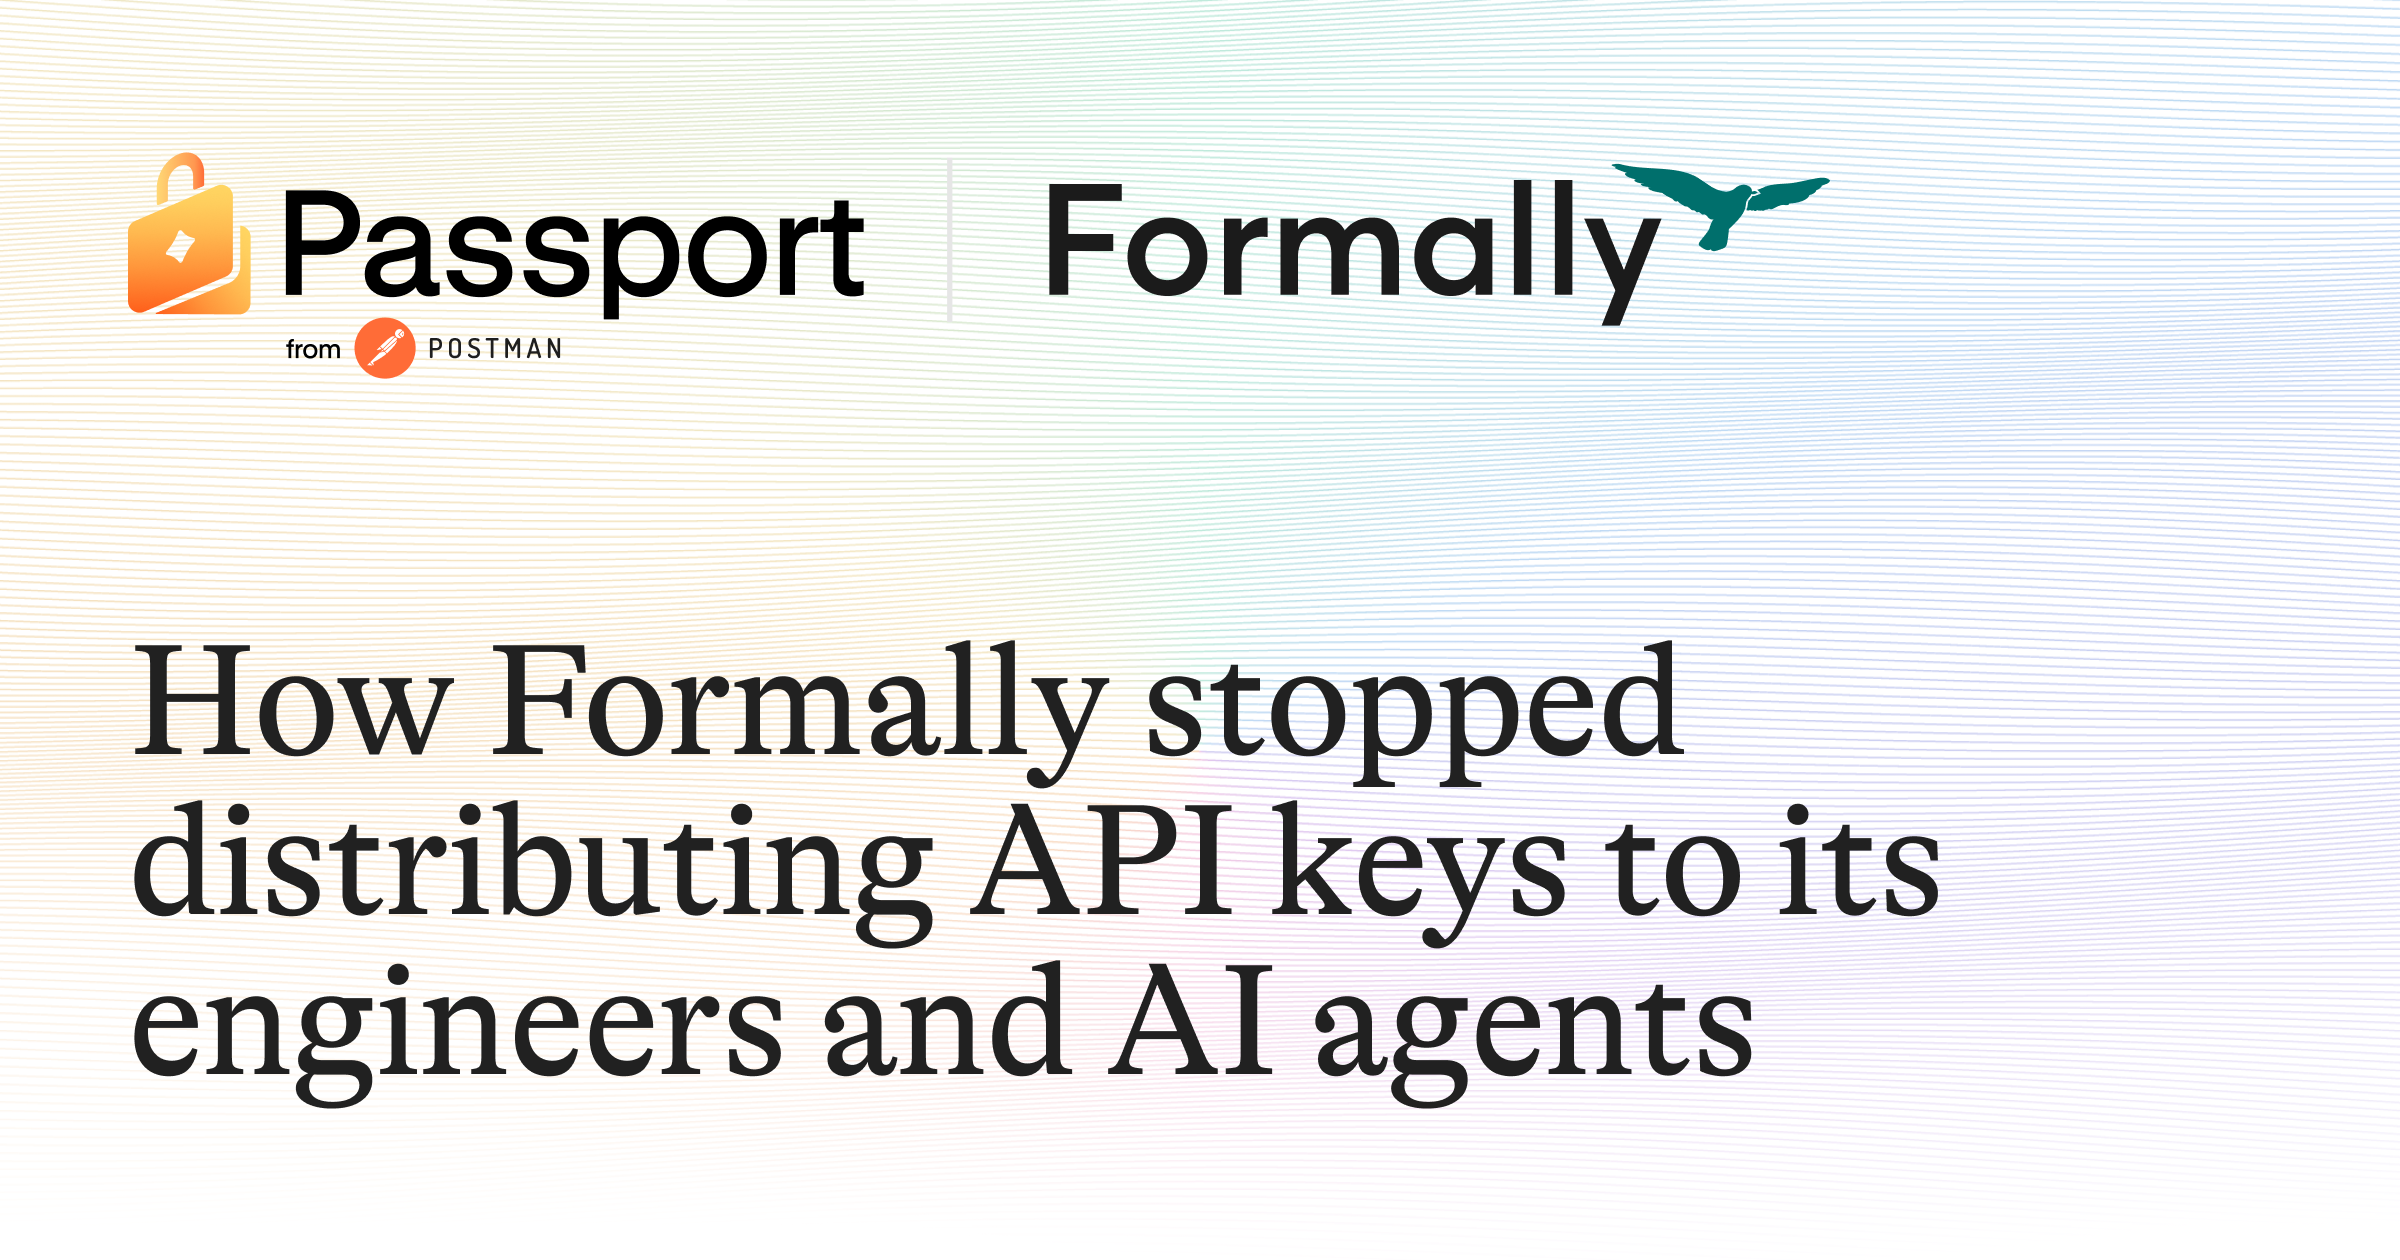 Passport
from POSTMAN
Formally
How Formally stopped
distributing API keys to its
engineers and AI agents